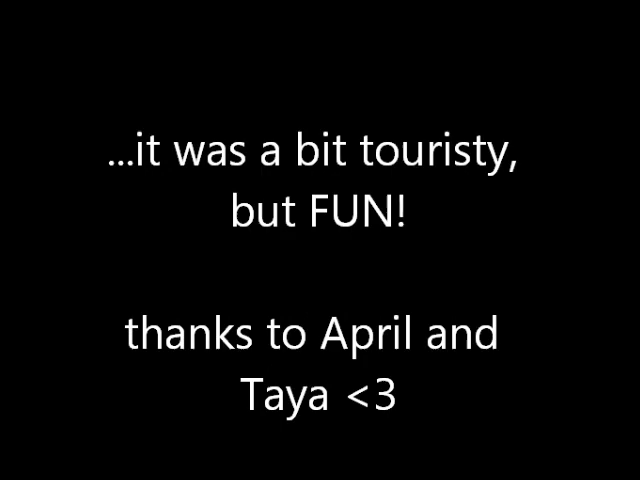 ...it was a bit touristy,
but FUN!
thanks to April and
Taya <3